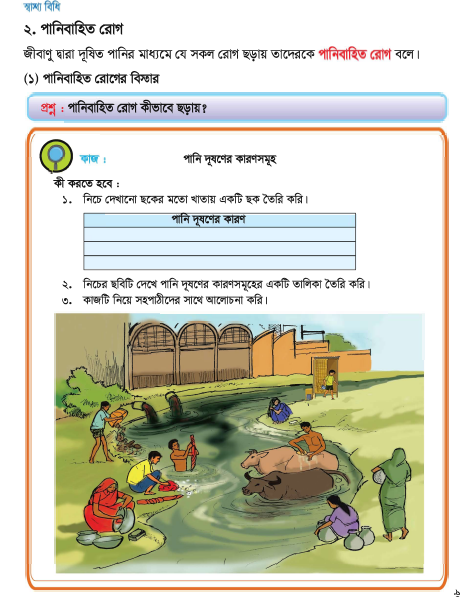 স্বাস্থ্য বিধি
২. পানিবাহিত রোগ
জীবাণু দ্বারা দূষিত পানির মাধ্যমে যে সকল রোগ ছড়ায় তাদেরকে পানিবাহিত রোগ বলে।
(১) পানিবাহিত রোগের বিস্তার
প্রশ্ন : পানিবাহিত রোগ কীভাবে ছড়ায়?
কাজ : পানি দূষণের কারণসমূহ
কী করতে হবে :
১. নিচে দেখানো ছকের মতো খাতায় একটি ছক তৈরি করি।
পানি দূষণের কারণ
২. নিচের ছবিটি দেখে পানি দূষণের কারণসমূহের একটি তালিকা তৈরি করি।
৩. কাজটি নিয়ে সহপাঠীদের সাথে আলোচনা করি।